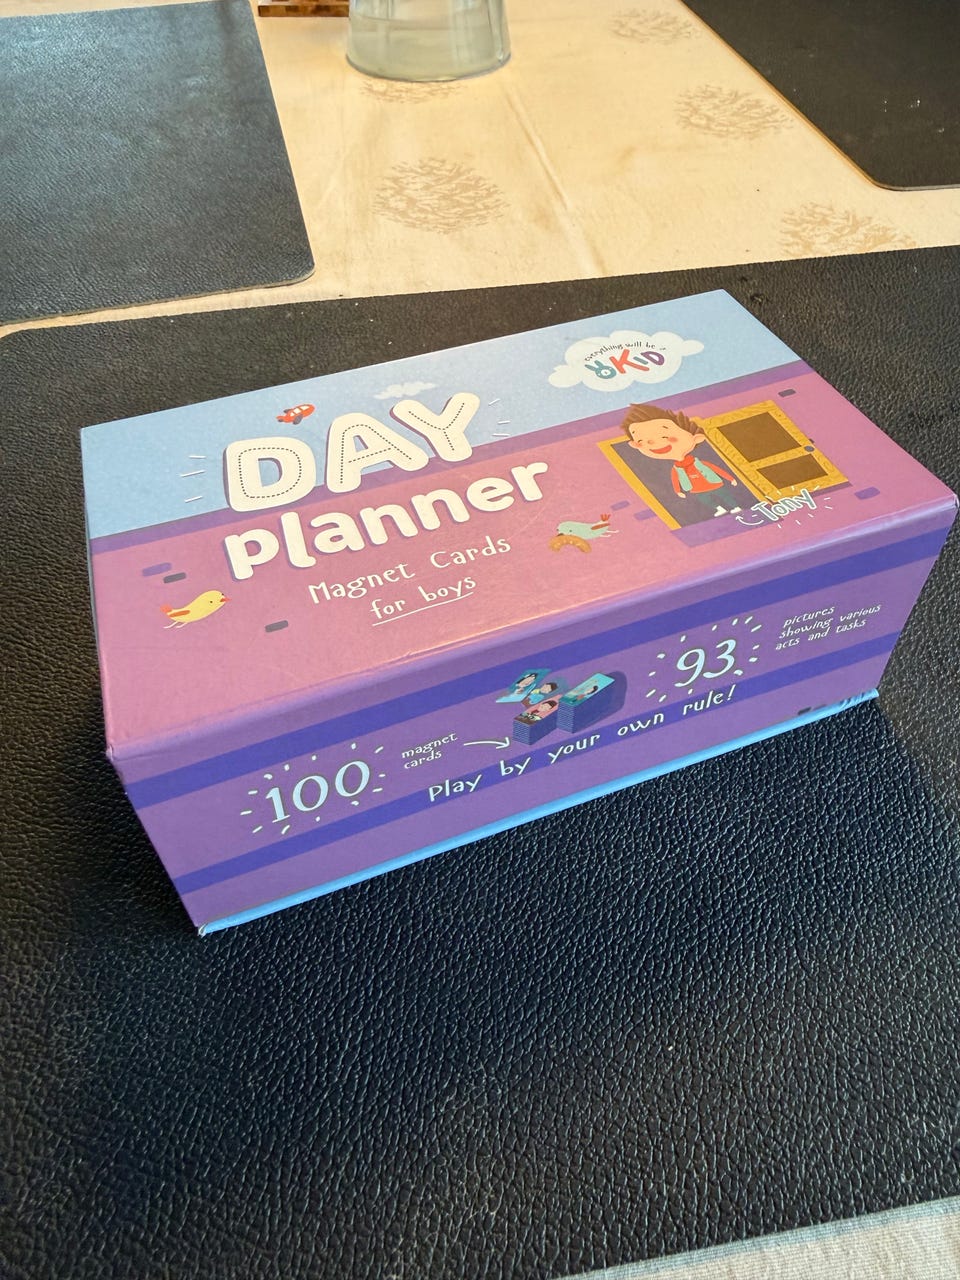 everything will be
OKID
DAY
planner
Magnet Cards
for boys
Tony
100
magnet
cards
93
pictures
showing various
acts and tasks
Play by your own rule!